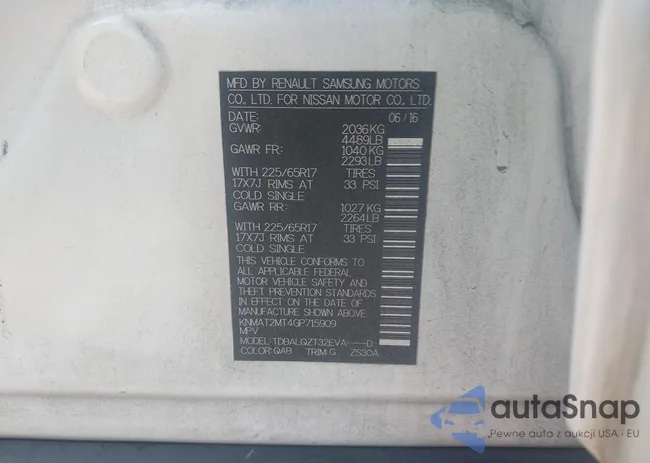 MFD BY RENAULT SAMSUNG MOTORS
CO. LTD. FOR NISSAN MOTOR CO. LTD.
DATE: 06/16
GVWR: 2036KG
4489LB
GAWR FR: 1040KG
2293LB
WITH 225/65R17 TIRES
17X7J RIMS AT 33 PSI
COLD SINGLE
GAWR RR: 1027KG
2264LB
WITH 225/65R17 TIRES
17X7J RIMS AT 33 PSI
COLD SINGLE
THIS VEHICLE CONFORMS TO
ALL APPLICABLE FEDERAL
MOTOR VEHICLE SAFETY AND
THEFT PREVENTION STANDARDS
IN EFFECT ON THE DATE OF
MANUFACTURE SHOWN ABOVE.
KNMAT2MT4GP715909
MPV
MODEL:TDBALQZT32EVA----D
COLOR:QAB TRIM:G ZS30A
autoSnap
Pewne auta z aukcji USA i EU